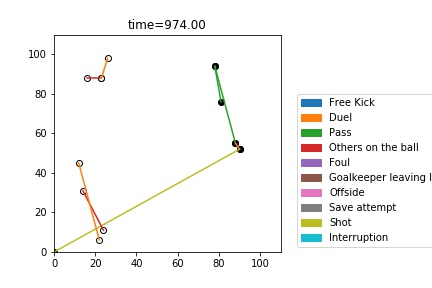 time=974.00
100
80
60
40
20
0
0
20
40
60
80
100
Free Kick
Duel
Pass
Others on the ball
Foul
Goalkeeper leaving l
Offside
Save attempt
Shot
Interruption